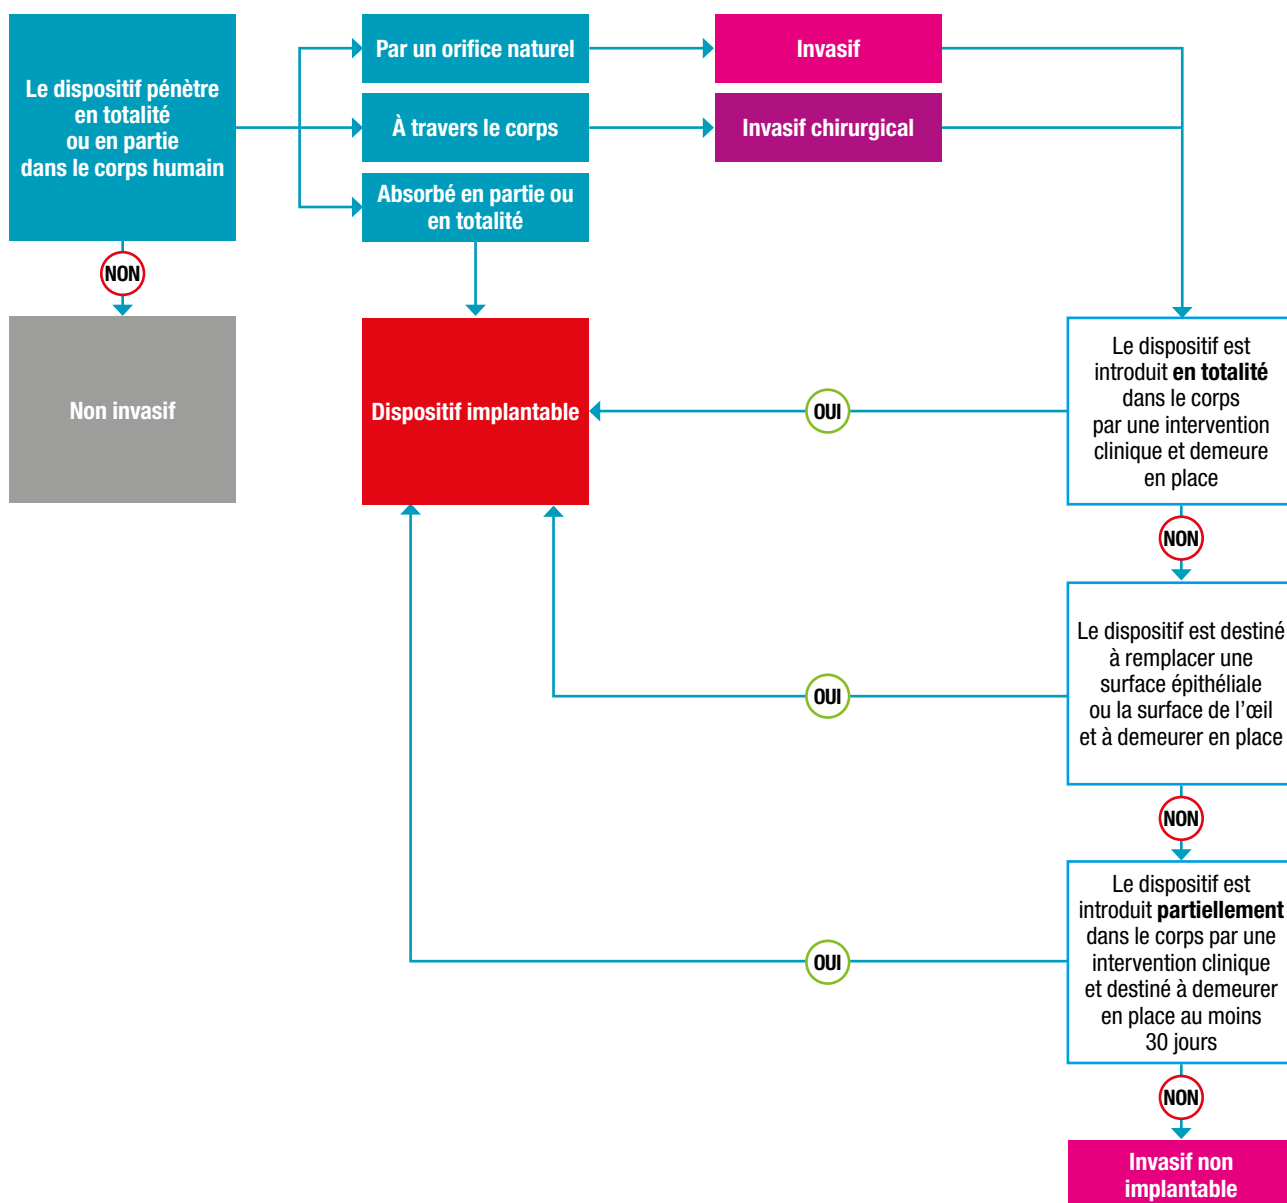 Le dispositif pénètre
en totalité
ou en partie
dans le corps humain
Par un orifice naturel
Invasif
À travers le corps
Invasif chirurgical
Absorbé en partie ou
en totalité
NON
Non invasif
Dispositif implantable
OUI
Le dispositif est
introduit en totalité
dans le corps
par une intervention
clinique et demeure
en place
NON
OUI
Le dispositif est destiné
à remplacer une
surface épithéliale
ou la surface de l’œil
et à demeurer en place
NON
OUI
Le dispositif est
introduit partiellement
dans le corps par une
intervention clinique
et destiné à demeurer
en place au moins
30 jours
NON
Invasif non
implantable